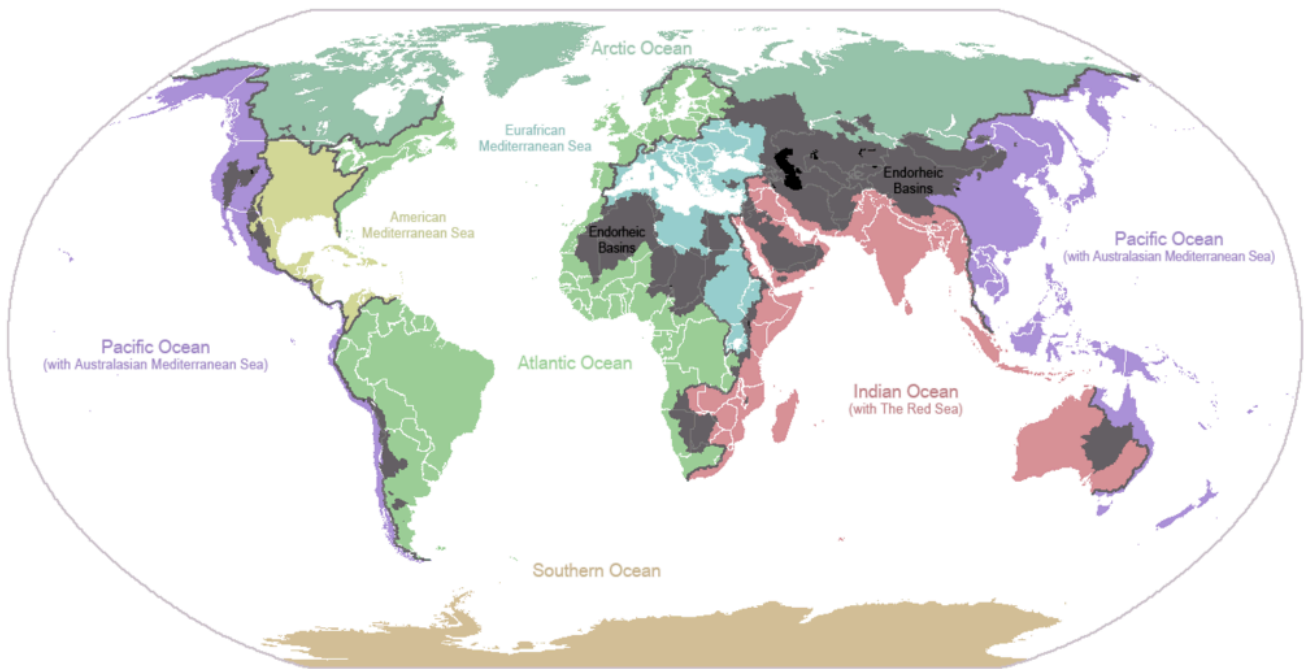 Arctic Ocean
Eurafrican
Mediterranean Sea
Endorheic
Basins
American
Mediterranean Sea
Endorheic
Basins
Pacific Ocean
(with Australasian Mediterranean Sea)
Pacific Ocean
(with Australasian Mediterranean Sea)
Atlantic Ocean
Indian Ocean
(with The Red Sea)
Southern Ocean